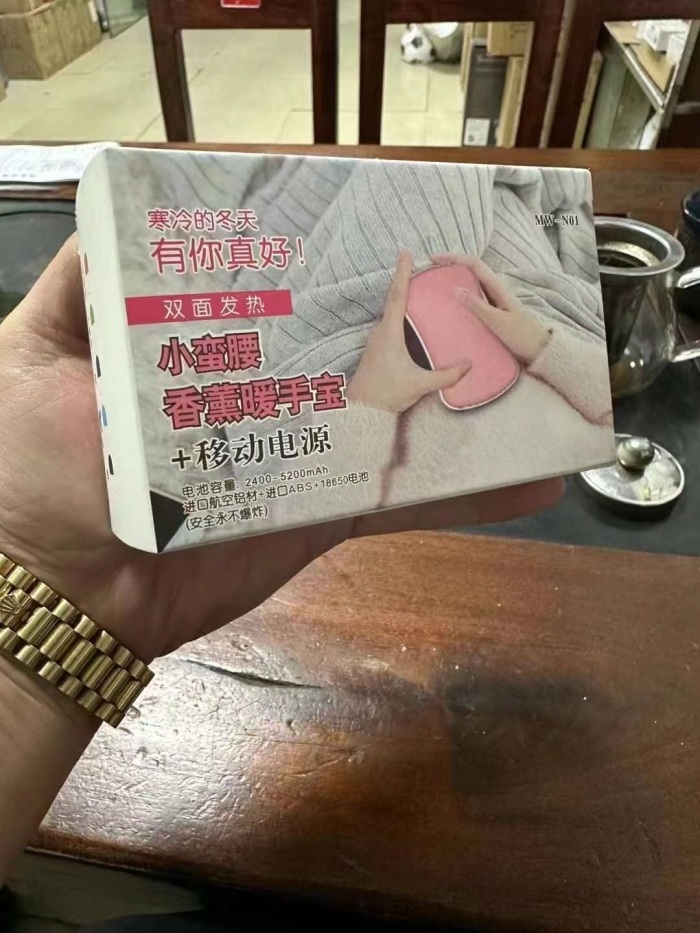 寒冷的冬天
有你真好!
MW-N01
双面发热
小蛮腰
香薰暖手宝
+移动电源
电池容量: 2400-5200mAh
进口航空铝材+进口ABS+18650电池
(安全永不爆炸)